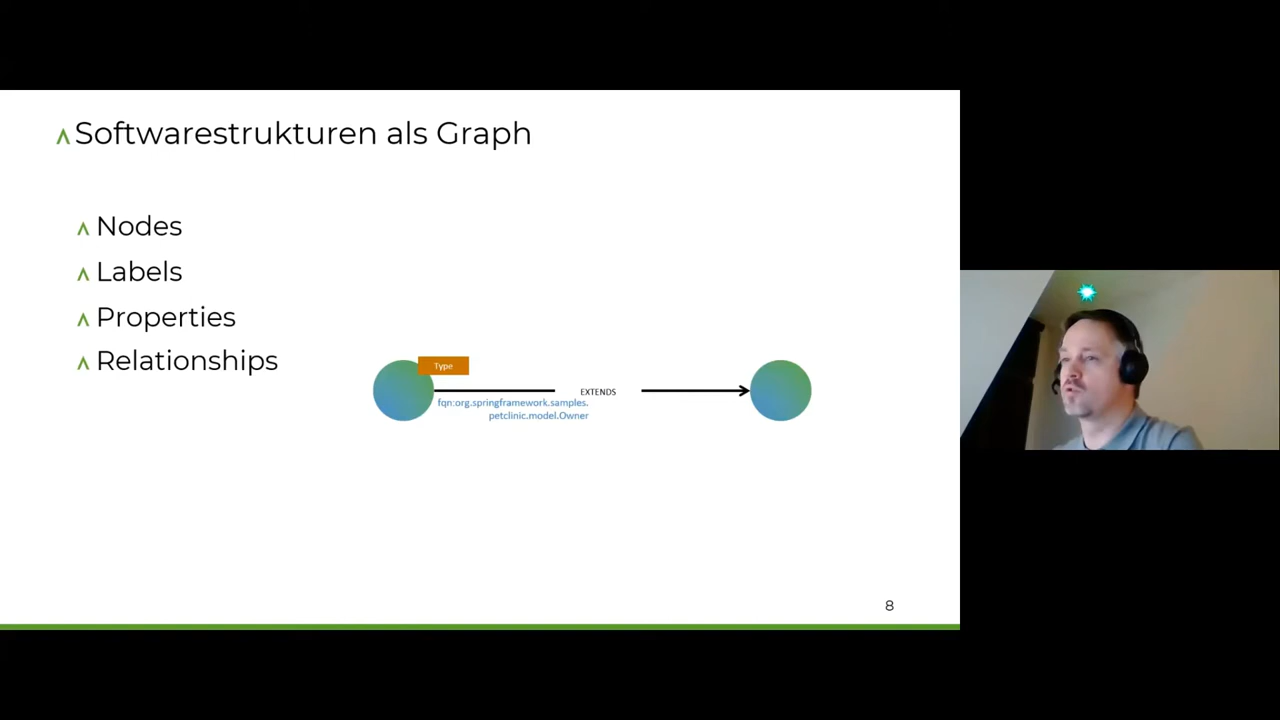 Softwarestrukturen als Graph
Nodes
Labels
Properties
Relationships
Type
EXTENDS
fqn:org.springframework.samples.
petclinic.model.Owner
8